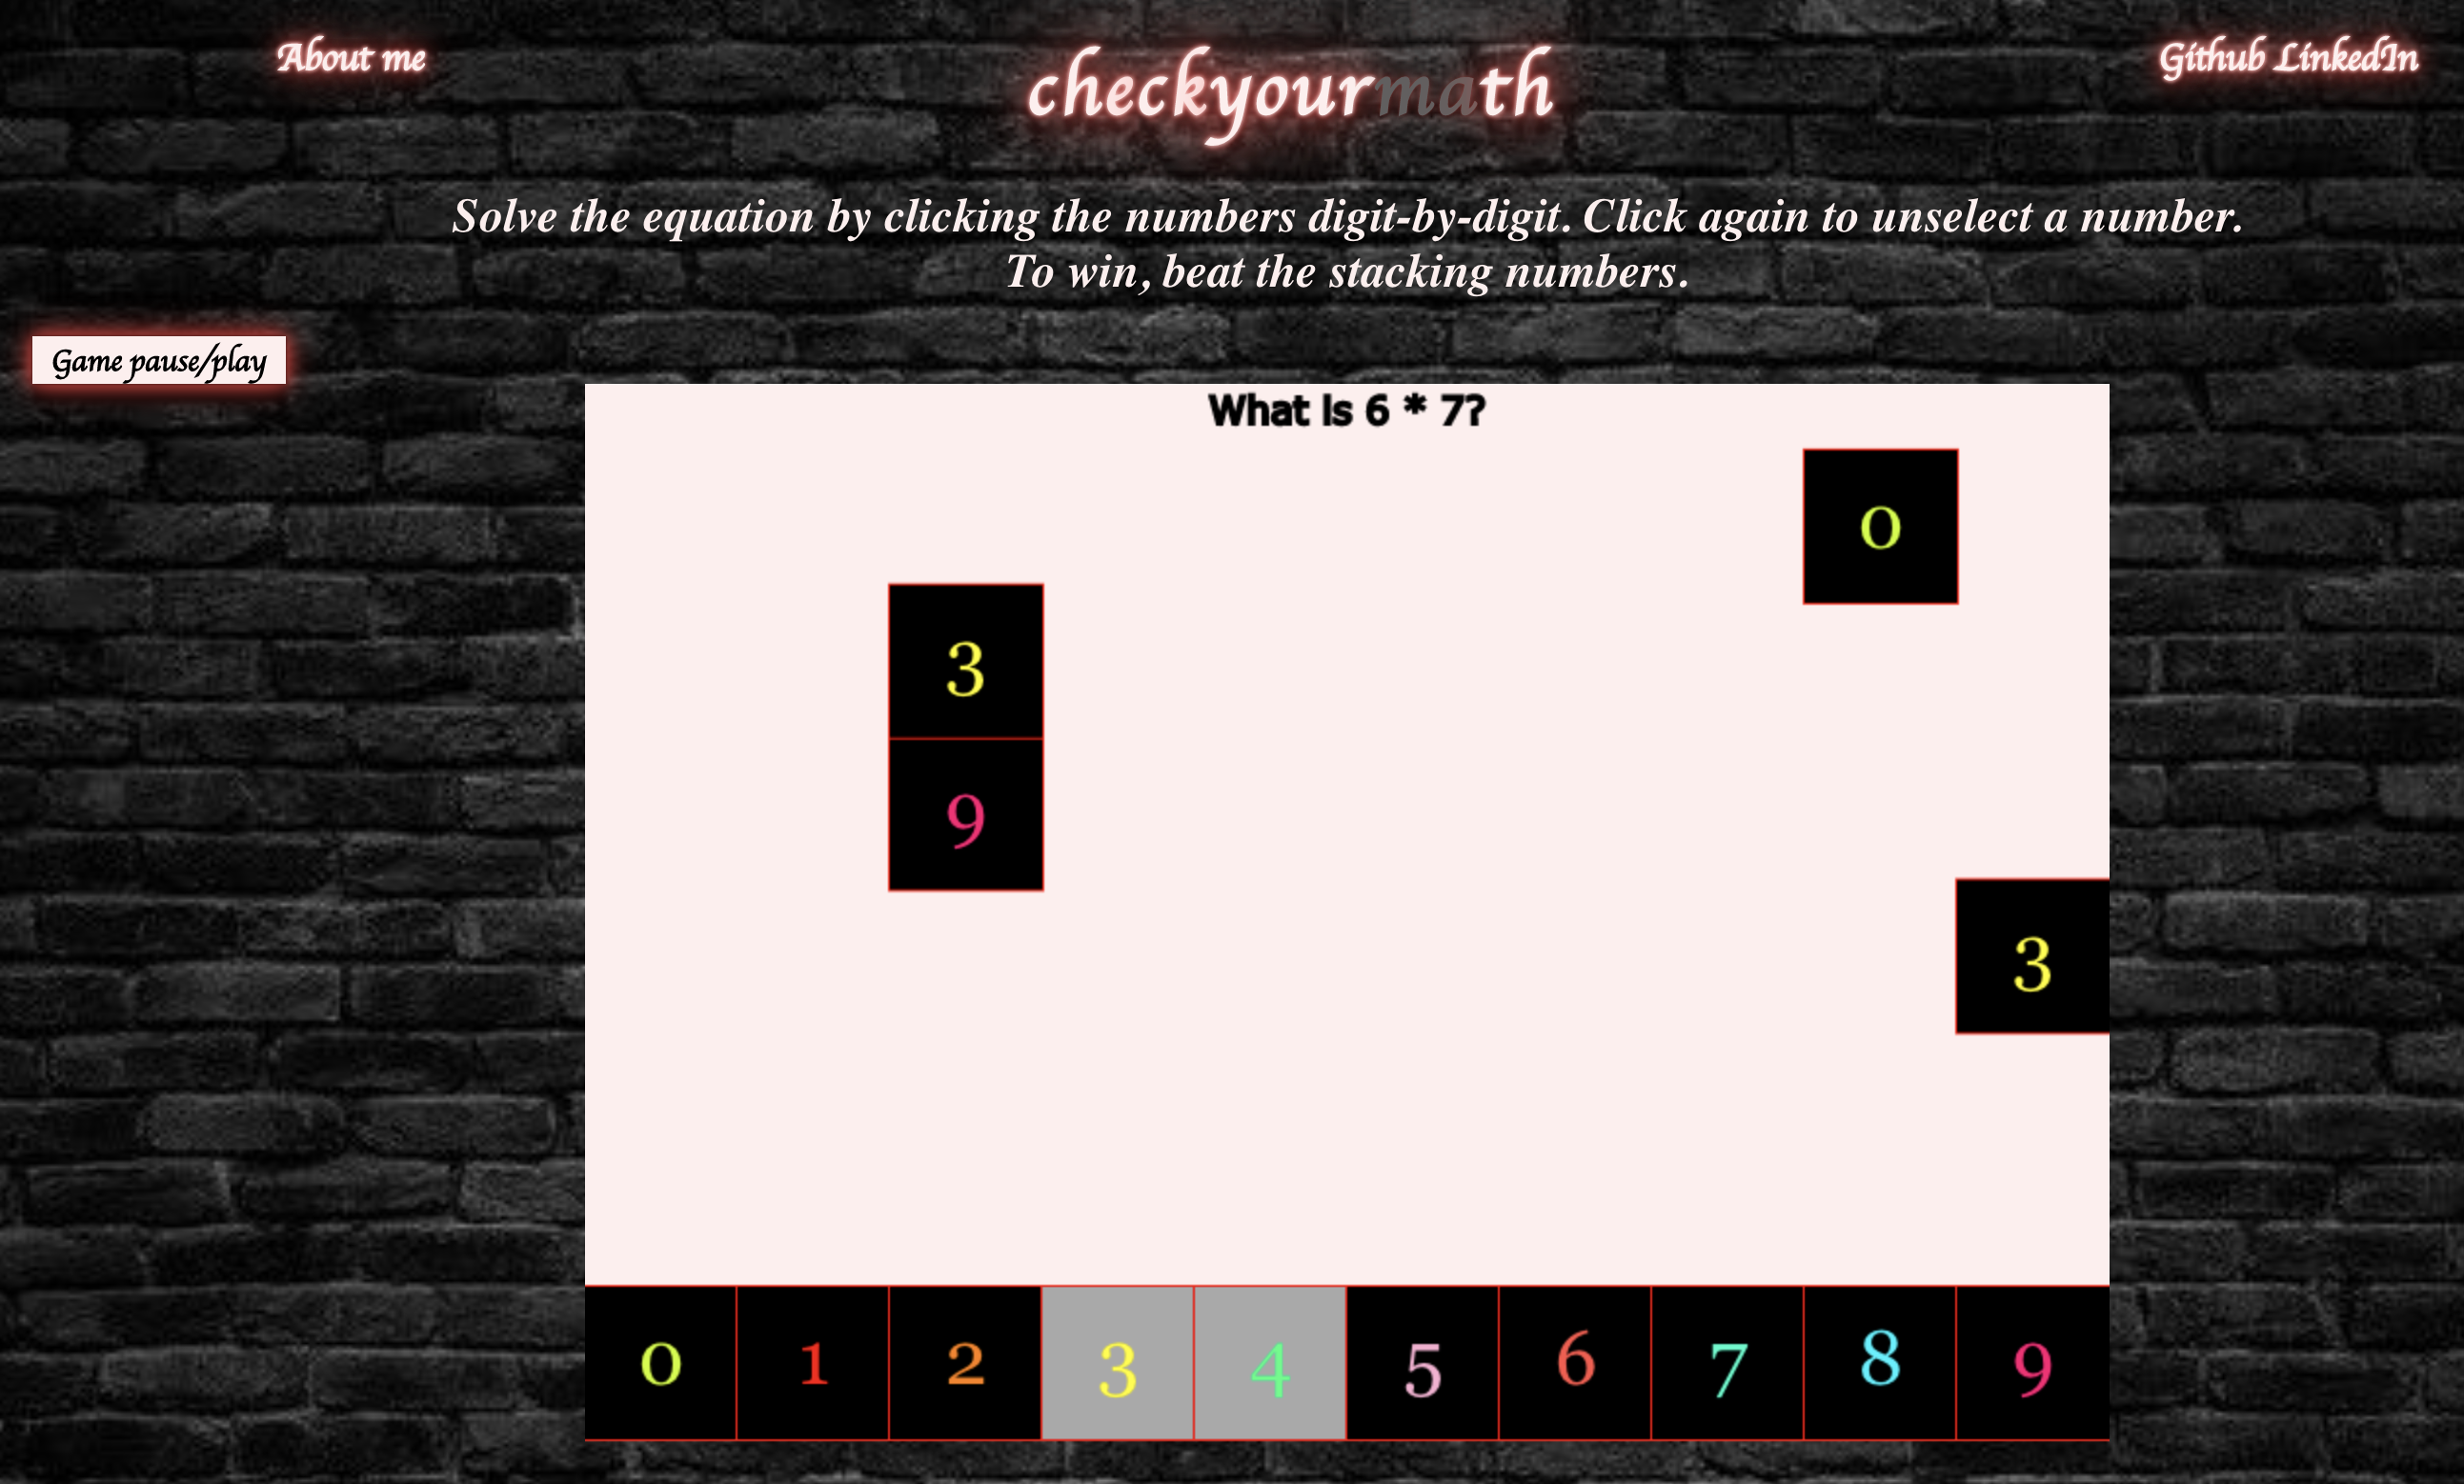 About me
checkyourmath
Github LinkedIn
Solve the equation by clicking the numbers digit-by-digit. Click again to unselect a number.
To win, beat the stacking numbers.
Game pause/play
What is 6 * 7?
0
3
9
3
0 1 2 3 4 5 6 7 8 9